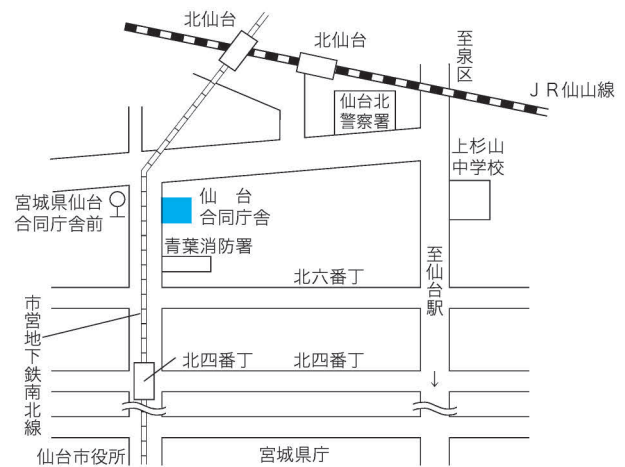 北仙台
北仙台
至泉区
ＪＲ仙山線
仙台北
警察署
上杉山
中学校
宮城県仙台
合同庁舎前
仙　台
合同庁舎
青葉消防署
至仙台駅
北六番丁
市営地下鉄南北線
北四番丁
北四番丁
↓
仙台市役所
宮城県庁